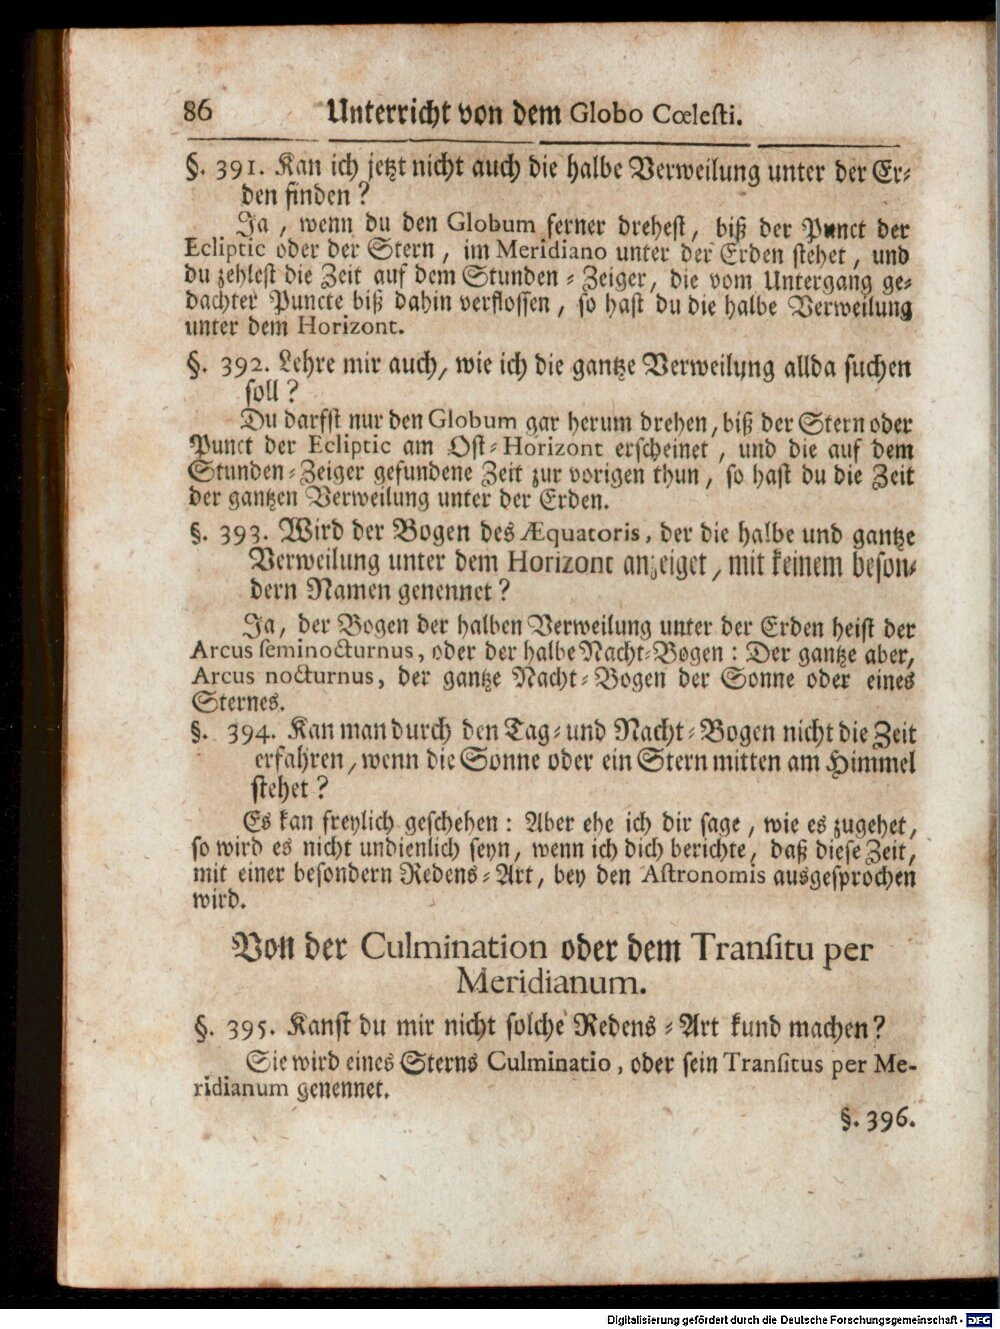 86 Unterricht von dem Globo Cœlesti.
§. 391. Kan ich jetzt nicht auch die halbe Verweilung unter der Er-
den finden?
Ja, wenn du den Globum ferner drehest, biß der Punct der
Ecliptic oder der Stern, im Meridiano unter der Erden stehet, und
du zehlest die Zeit auf dem Stunden-Zeiger, die vom Untergang ge-
dachter Puncte biß dahin verflossen, so hast du die halbe Verweilung
unter dem Horizont.
§. 392. Lehre mir auch, wie ich die gantze Verweilung allda suchen
soll?
Du darfst nur den Globum gar herum drehen, biß der Stern oder
Punct der Ecliptic am Ost-Horizont erscheinet, und die auf dem
Stunden-Zeiger gefundene Zeit zur vorigen thun, so hast du die Zeit
der gantzen Verweilung unter der Erden.
§. 393. Wird der Bogen des Æquatoris, der die halbe und gantze
Verweilung unter dem Horizont anzeiget, mit keinem beson-
dern Namen genennet?
Ja, der Bogen der halben Verweilung unter der Erden heist der
Arcus seminocturnus, oder der halbe Nacht-Bogen: Der gantze aber,
Arcus nocturnus, der gantze Nacht-Bogen der Sonne oder eines
Sternes.
§. 394. Kan man durch den Tag-und Nacht-Bogen nicht die Zeit
erfahren, wenn die Sonne oder ein Stern mitten am Himmel
stehet?
Es kan freylich geschehen: Aber ehe ich dir sage, wie es zugehet,
so wird es nicht undienlich seyn, wenn ich dich berichte, daß diese Zeit,
mit einer besondern Redens-Art, bey den Astronomis ausgesprochen
wird.
Von der Culmination oder dem Transitu per
Meridianum.
§. 395. Kanst du mir nicht solche Redens-Art kund machen?
Sie wird eines Sterns Culminatio, oder sein Transitus per Me-
ridianum genennet.
§. 396.
Digitalisierung gefördert durch die Deutsche Forschungsgemeinschaft - DFG